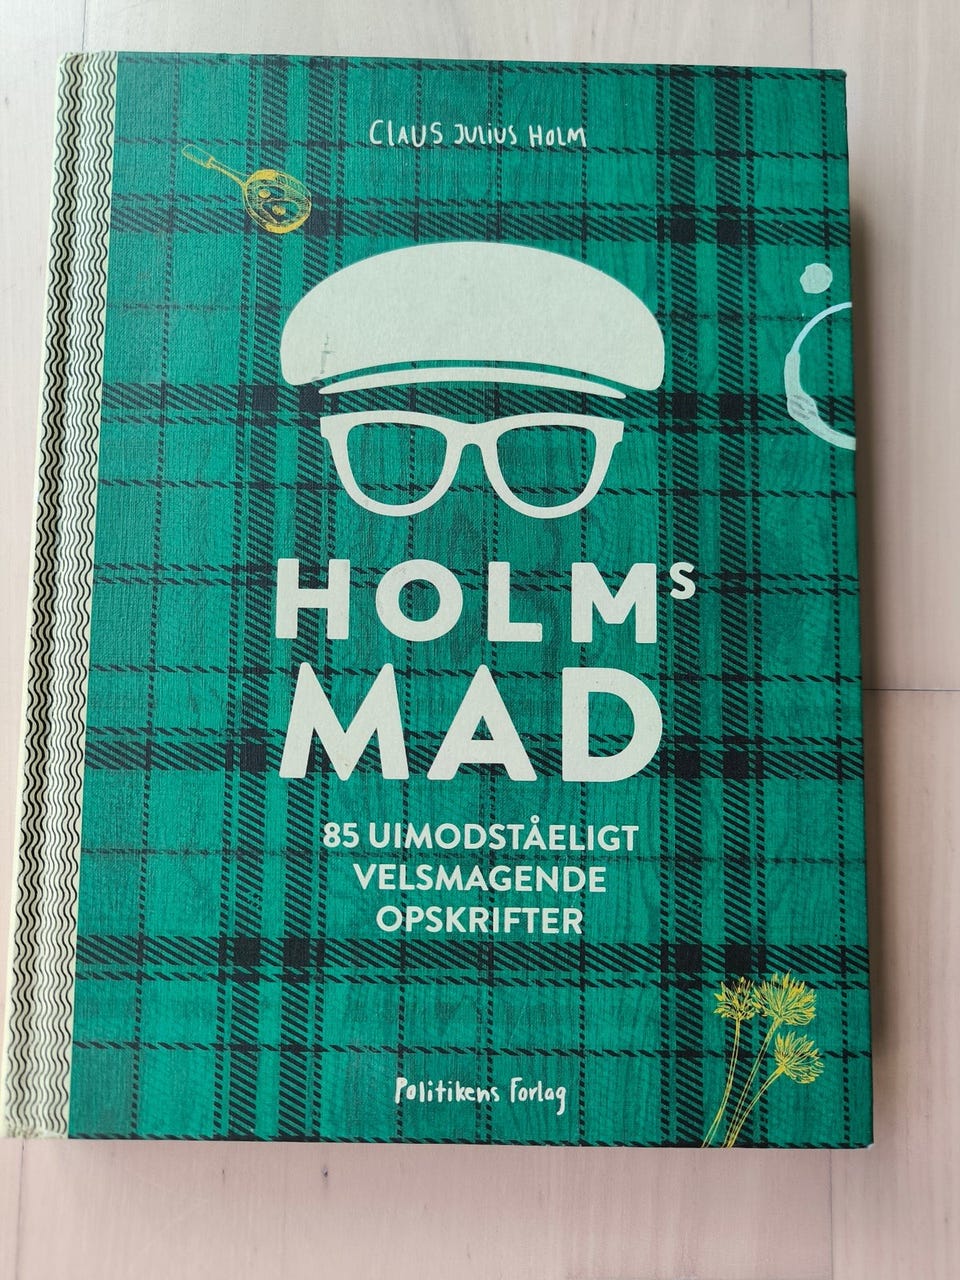 CLAUS JULIUS HOLM
HOLMS
MAD
85 UIMODSTÅELIGT
VELSMAGENDE
OPSKRIFTER
Politikens Forlag